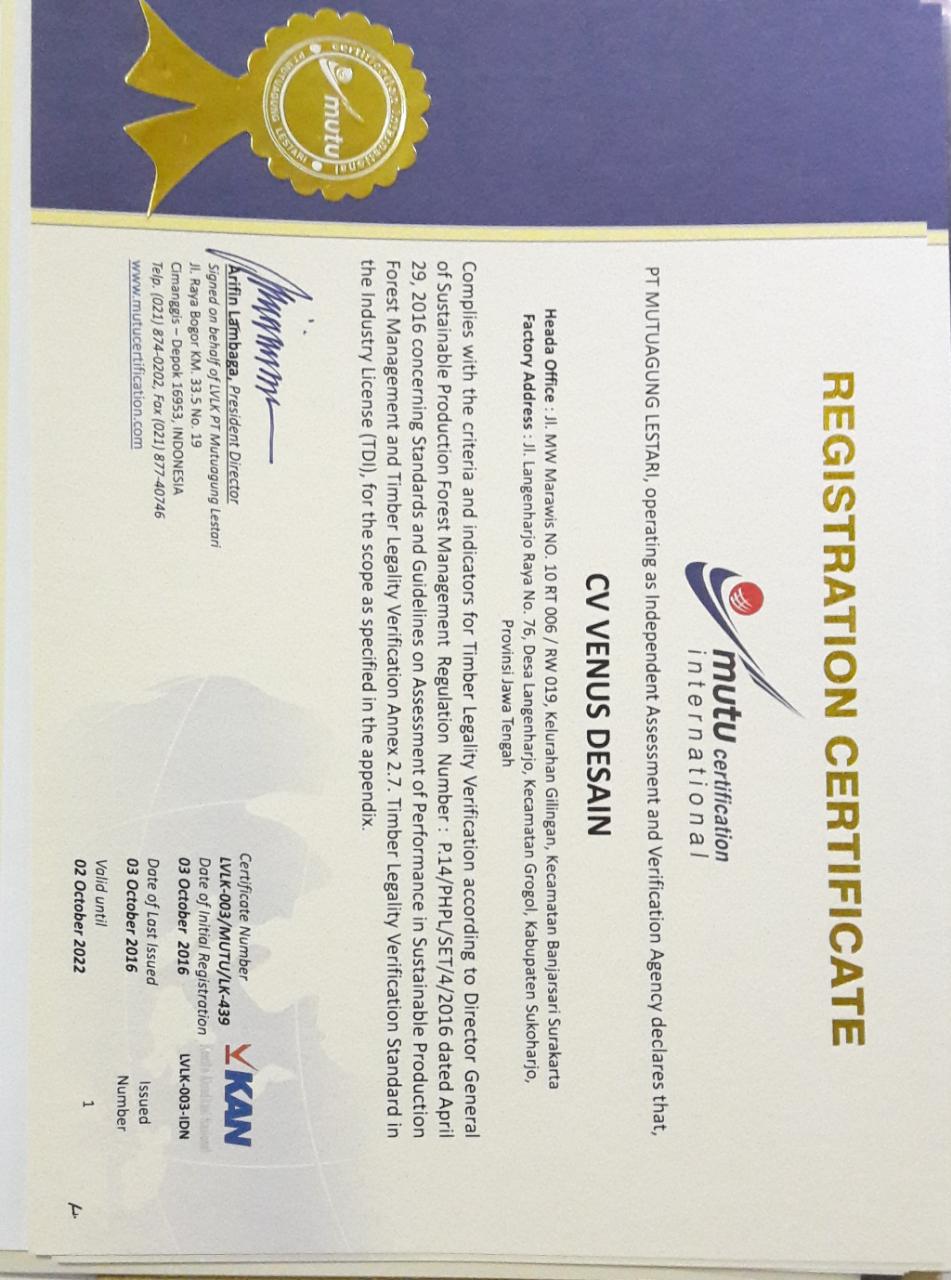 REGISTRATION CERTIFICATE
mutu certification
international
PT MUTUAGUNG LESTARI, operating as Independent Assessment and Verification Agency declares that,
CV VENUS DESAIN
Heada Office : Jl. MW Marawis NO. 10 RT 006 / RW 019, Kelurahan Gilingan, Kecamatan Banjarsari Surakarta
Factory Address : Jl. Langenharjo Raya No. 76, Desa Langenharjo, Kecamatan Grogol, Kabupaten Sukoharjo,
Provinsi Jawa Tengah
Complies with the criteria and indicators for Timber Legality Verification according to Director General
of Sustainable Production Forest Management Regulation Number : P.14/PHPL/SET/4/2016 dated April
29, 2016 concerning Standards and Guidelines on Assessment of Performance in Sustainable Production
Forest Management and Timber Legality Verification Annex 2.7. Timber Legality Verification Standard in
the Industry License (TDI), for the scope as specified in the appendix.
Arifin Lambaga, President Director
Signed on behalf of LVLK PT Mutuagung Lestari
Jl. Raya Bogor KM. 33.5 No. 19
Cimanggis – Depok 16953, INDONESIA
Telp. (021) 874-0202, Fax (021) 877-40746
www.mutucertification.com
Certificate Number
LVLK-003/MUTU/LK-439
Date of Initial Registration
03 October 2016
Date of Last Issued
03 October 2016
Valid until
02 October 2022
KAN
LVLK-003-IDN
Issued
Number
1
certification international
mutu
PT MUTUAGUNG LESTARI